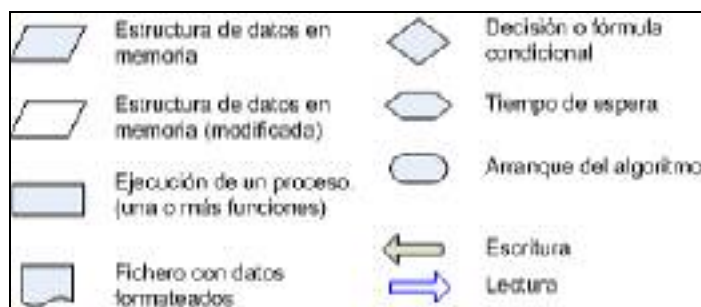 Estructura de datos en
memoria
Estructura de datos en
memoria (modificada)
Ejecución de un proceso
(una o más funciones)
Fichero con datos
formateados
Decisión o fórmula
condicional
Tiempo de espera
Arranque del algoritmo
Escritura
Lectura